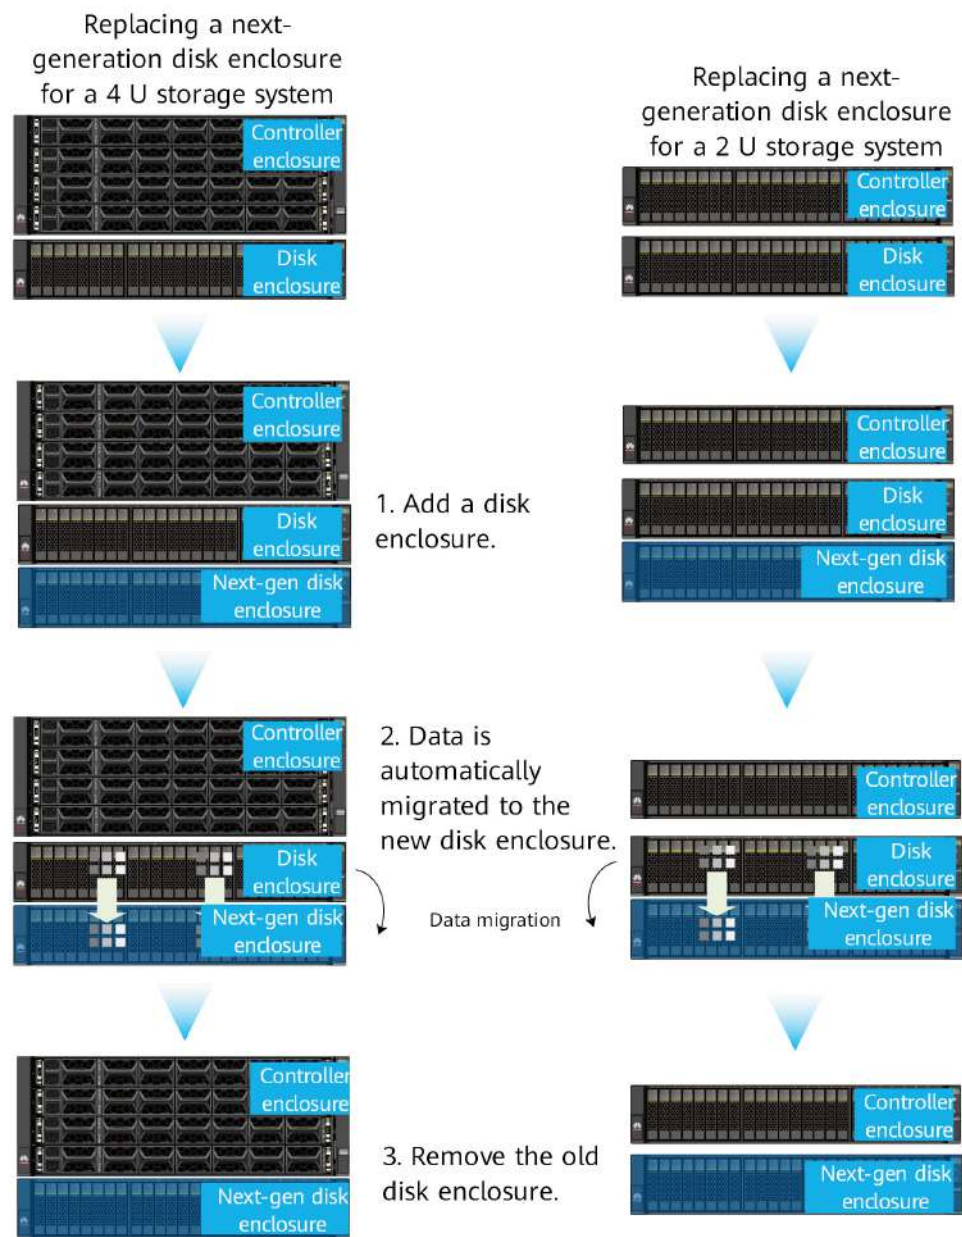 Replacing a next-
generation disk enclosure
for a 4 U storage system
Controller
enclosure
Disk
enclosure
Replacing a next-
generation disk enclosure
for a 2 U storage system
Controller
enclosure
Disk
enclosure
Controller
enclosure
Disk
enclosure
Next-gen disk
enclosure
1. Add a disk
enclosure.
Controller
enclosure
Disk
enclosure
Next-gen disk
enclosure
Controller
enclosure
Disk
enclosure
Next-gen disk
enclosure
2. Data is
automatically
migrated to the
new disk enclosure.
Data migration
Controller
enclosure
Disk
enclosure
Next-gen disk
enclosure
Controller
enclosure
Next-gen disk
enclosure
3. Remove the old
disk enclosure.
Controller
enclosure
Next-gen disk
enclosure